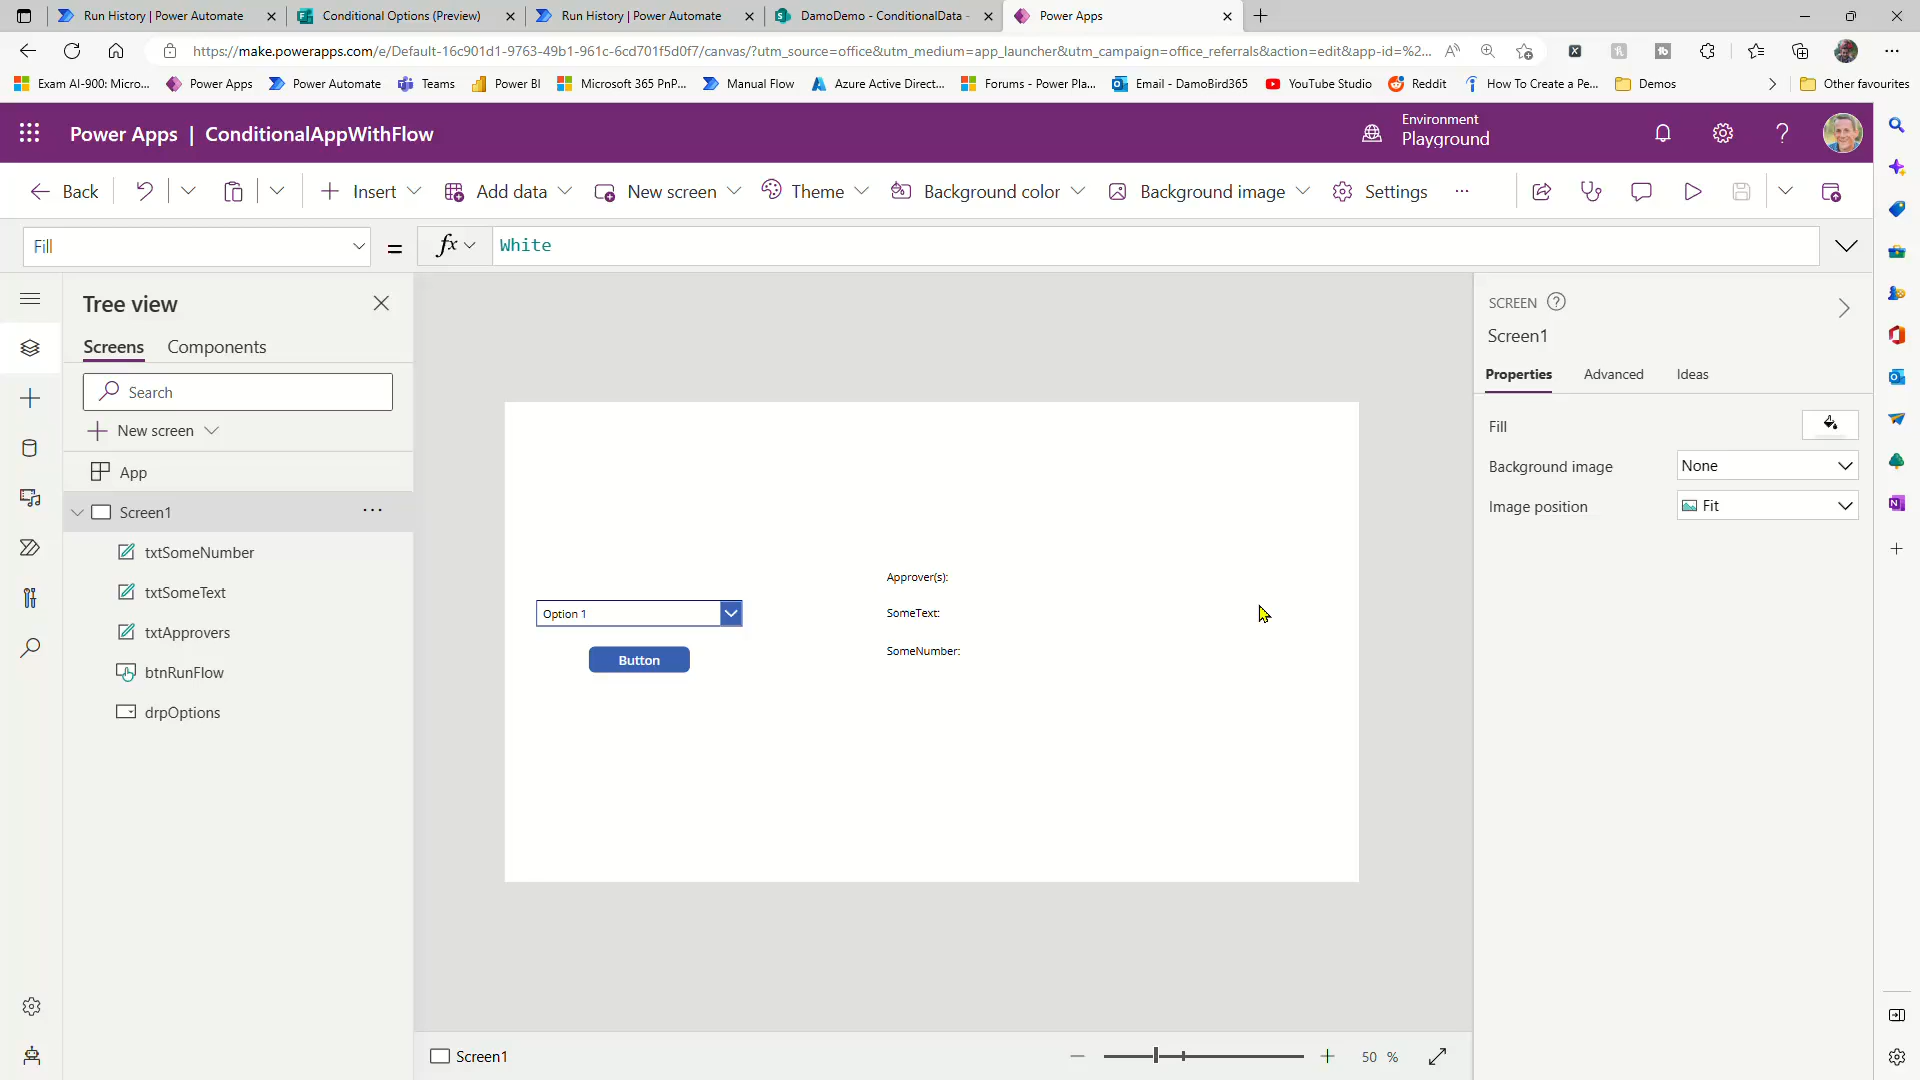 Run History | Power Automate
Conditional Options (Preview)
Run History | Power Automate
DamoDemo - ConditionalData -
Power Apps
https://make.powerapps.com/e/Default-16c901d1-9763-49b1-961c-6cd701f5d0f7/canvas/?utm_source=office&utm_medium=app_launcher&utm_campaign=office_referrals&action=edit&app-id=%2...
Exam AI-900: Micro...
Power Apps
Power Automate
Teams
Power BI
Microsoft 365 PnP...
Manual Flow
Azure Active Direct...
Forums - Power Pla...
Email - DamoBird365
YouTube Studio
Reddit
How To Create a Pe...
Demos
Other favourites
Power Apps | ConditionalAppWithFlow
Environment
Playground
Back
Insert
Add data
New screen
Theme
Background color
Background image
Settings
Fill
=
fx
White
Tree view
Screens
Components
Search
New screen
App
Screen1
txtSomeNumber
txtSomeText
txtApprovers
btnRunFlow
drpOptions
Option 1
Button
Approver(s):
SomeText:
SomeNumber:
SCREEN
Screen1
Properties
Advanced
Ideas
Fill
Background image
None
Image position
Fit
Screen1
50 %